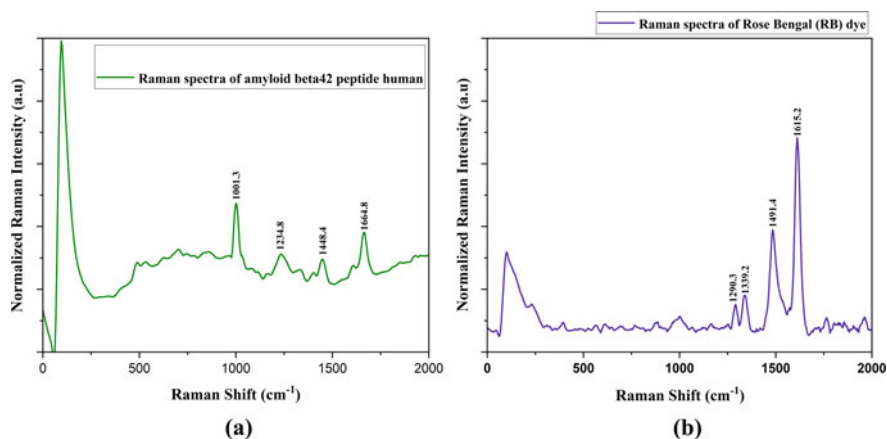 Raman spectra of amyloid beta42 peptide human
Normalized Raman Intensity (a.u)
1001.3
1234.8
1448.4
1664.8
0 500 1000 1500 2000
Raman Shift (cm-1)
(a)
Raman spectra of Rose Bengal (RB) dye
Normalized Raman Intensity (a.u)
1290.3
1339.2
1491.4
1615.2
0 500 1000 1500 2000
Raman Shift (cm-1)
(b)